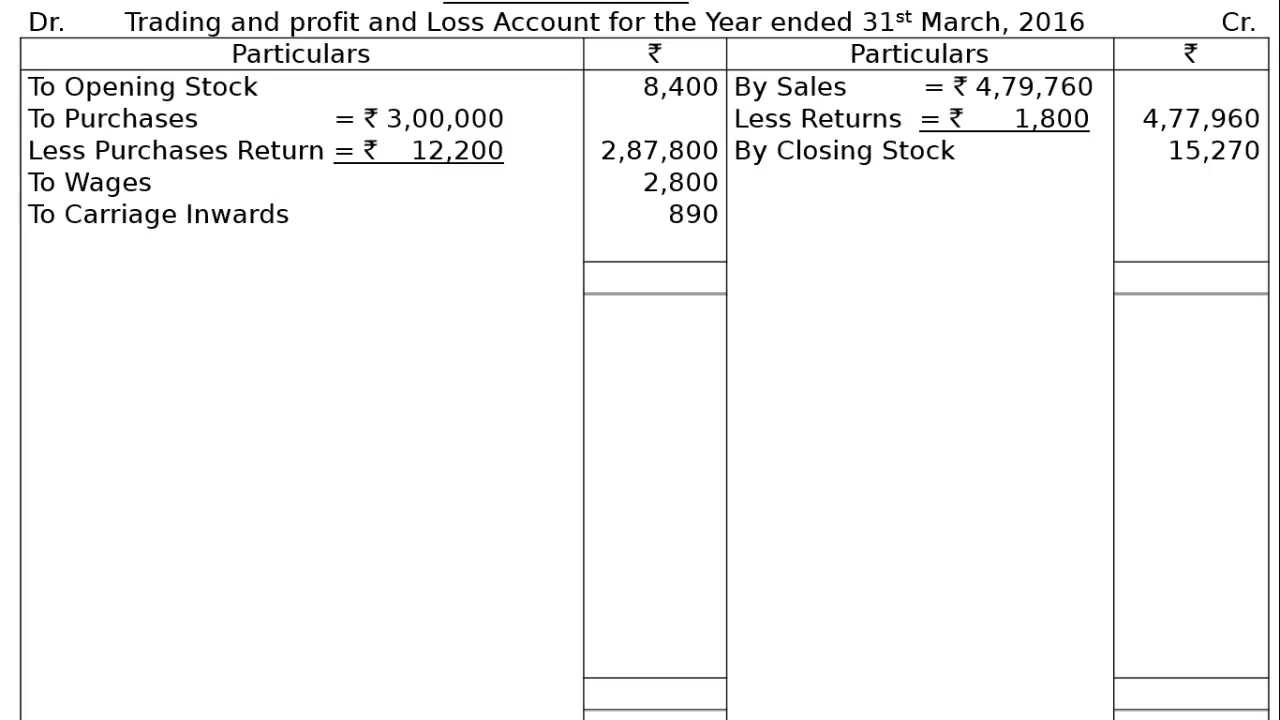 Dr. Trading and profit and Loss Account for the Year ended 31st March, 2016 Cr.
Particulars ₹ Particulars ₹
To Opening Stock 8,400 By Sales = ₹ 4,79,760
To Purchases = ₹ 3,00,000 Less Returns = ₹ 1,800 4,77,960
Less Purchases Return = ₹ 12,200 2,87,800 By Closing Stock 15,270
To Wages 2,800
To Carriage Inwards 890